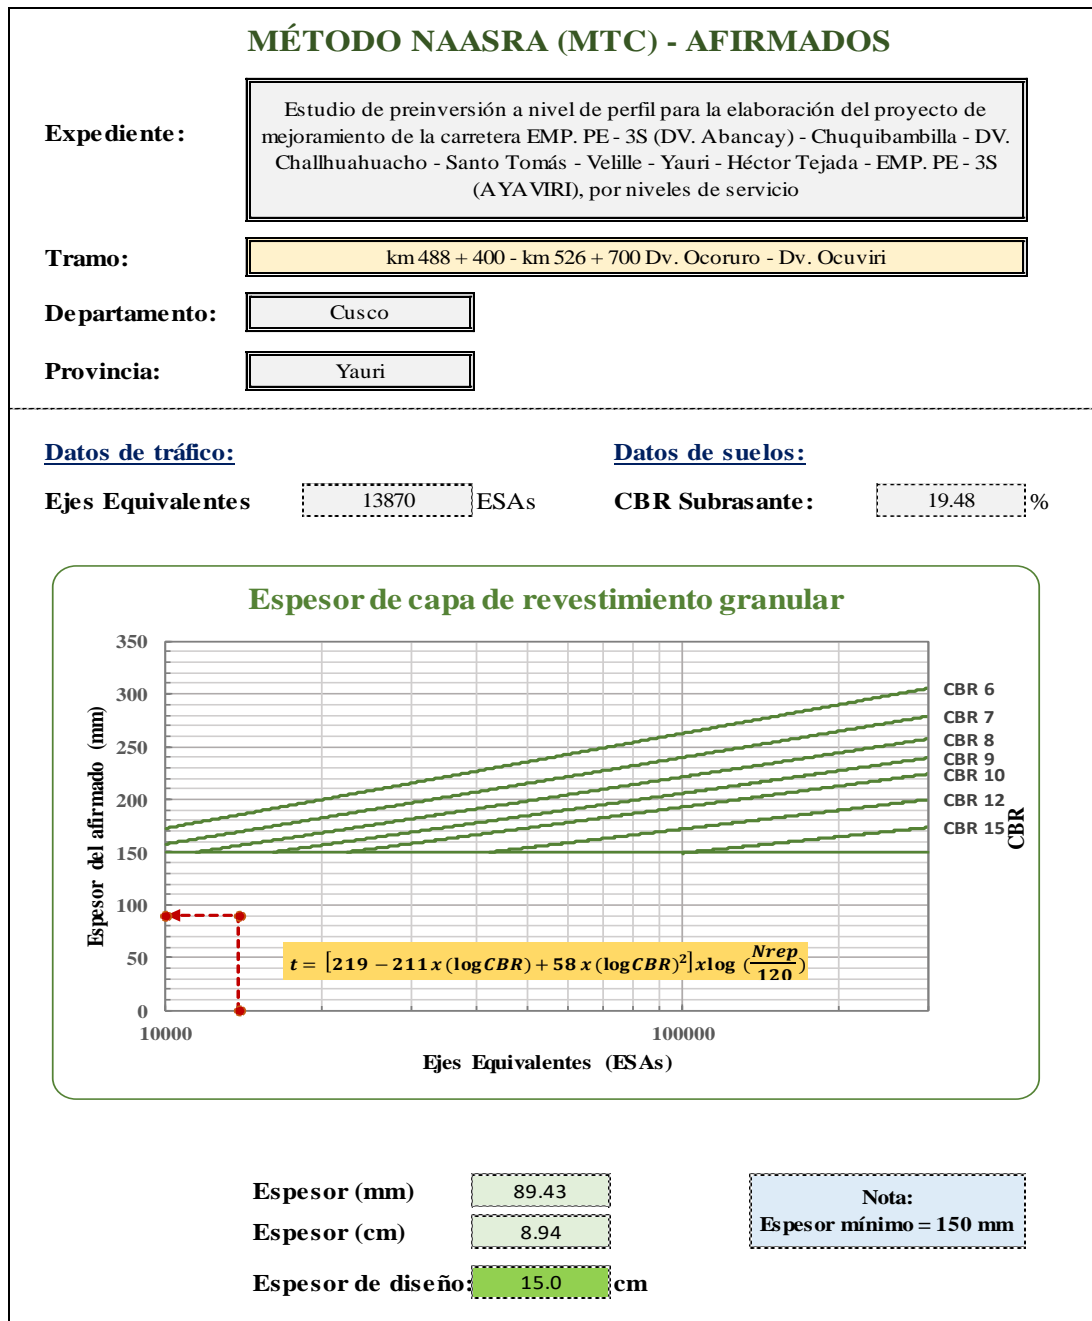 MÉTODO NAASRA (MTC) - AFIRMADOS
Expediente:
Estudio de preinversión a nivel de perfil para la elaboración del proyecto de
mejoramiento de la carretera EMP. PE - 3S (DV. Abancay) - Chuquibambilla - DV.
Challhuahuacho - Santo Tomás - Velille - Yauri - Héctor Tejada - EMP. PE - 3S
(AYAVIRI), por niveles de servicio
Tramo:
km 488 + 400 - km 526 + 700 Dv. Ocoruro - Dv. Ocuviri
Departamento:
Cusco
Provincia:
Yauri
Datos de tráfico:
Datos de suelos:
Ejes Equivalentes 13870 ESAs
CBR Subrasante: 19.48 %
Espesor de capa de revestimiento granular
Espesor del afirmado (mm)
350
300
250
200
150
100
50
0
CBR 6
CBR 7
CBR 8
CBR 9
CBR 10
CBR 12
CBR 15
CBR
t = [219 − 211 x (log CBR) + 58 x (log CBR)²] x log (Nrep/120)
10000
100000
Ejes Equivalentes (ESAs)
Espesor (mm) 89.43
Espesor (cm) 8.94
Espesor de diseño: 15.0 cm
Nota:
Espesor mínimo = 150 mm